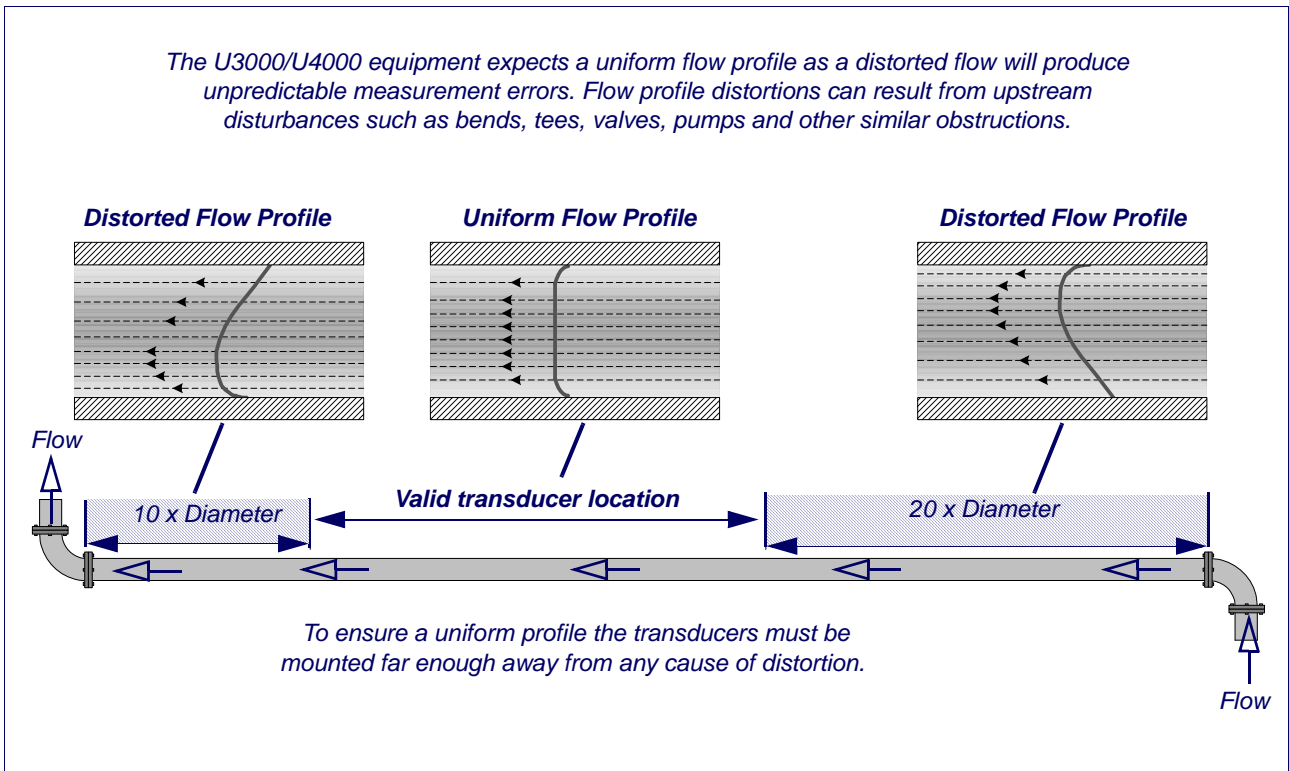 The U3000/U4000 equipment expects a uniform flow profile as a distorted flow will produce
unpredictable measurement errors. Flow profile distortions can result from upstream
disturbances such as bends, tees, valves, pumps and other similar obstructions.
Distorted Flow Profile
Uniform Flow Profile
Distorted Flow Profile
Flow
10 x Diameter
Valid transducer location
20 x Diameter
To ensure a uniform profile the transducers must be
mounted far enough away from any cause of distortion.
Flow